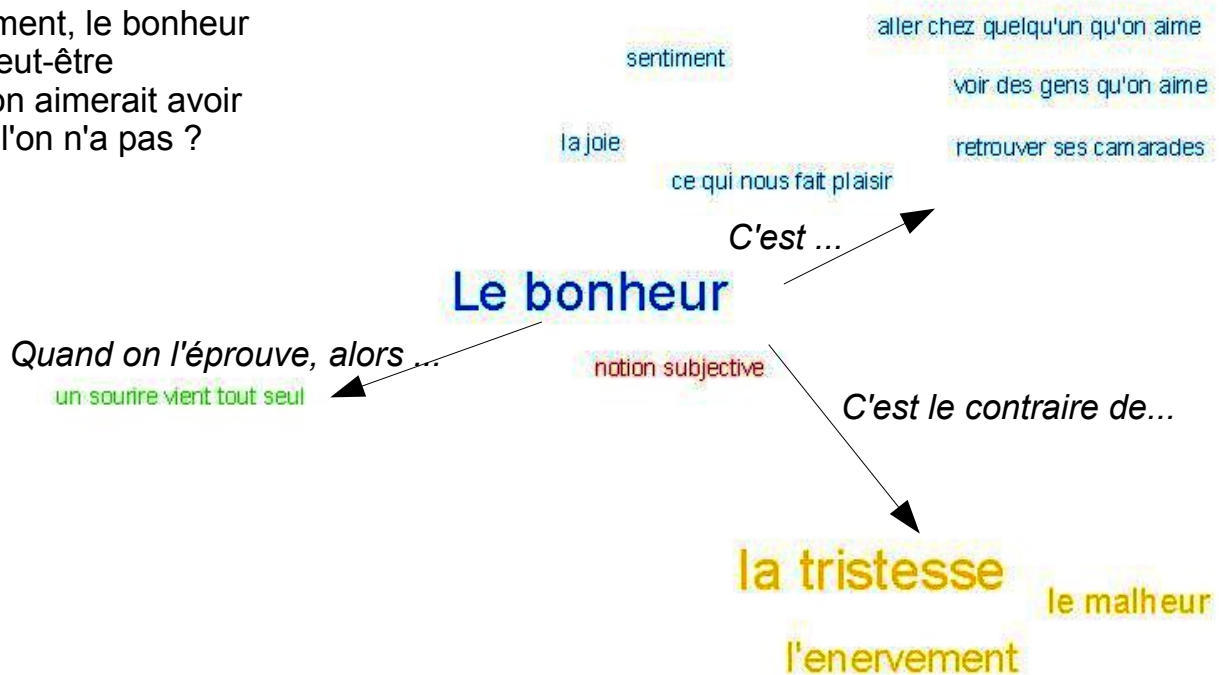 ment, le bonheur
eut-être
on aimerait avoir
l'on n'a pas ?
aller chez quelqu'un qu'on aime
sentiment
voir des gens qu'on aime
la joie
retrouver ses camarades
ce qui nous fait plaisir
C'est ...
Le bonheur
Quand on l'éprouve, alors ...
notion subjective
un sourire vient tout seul
C'est le contraire de...
la tristesse
le malheur
l'enervement